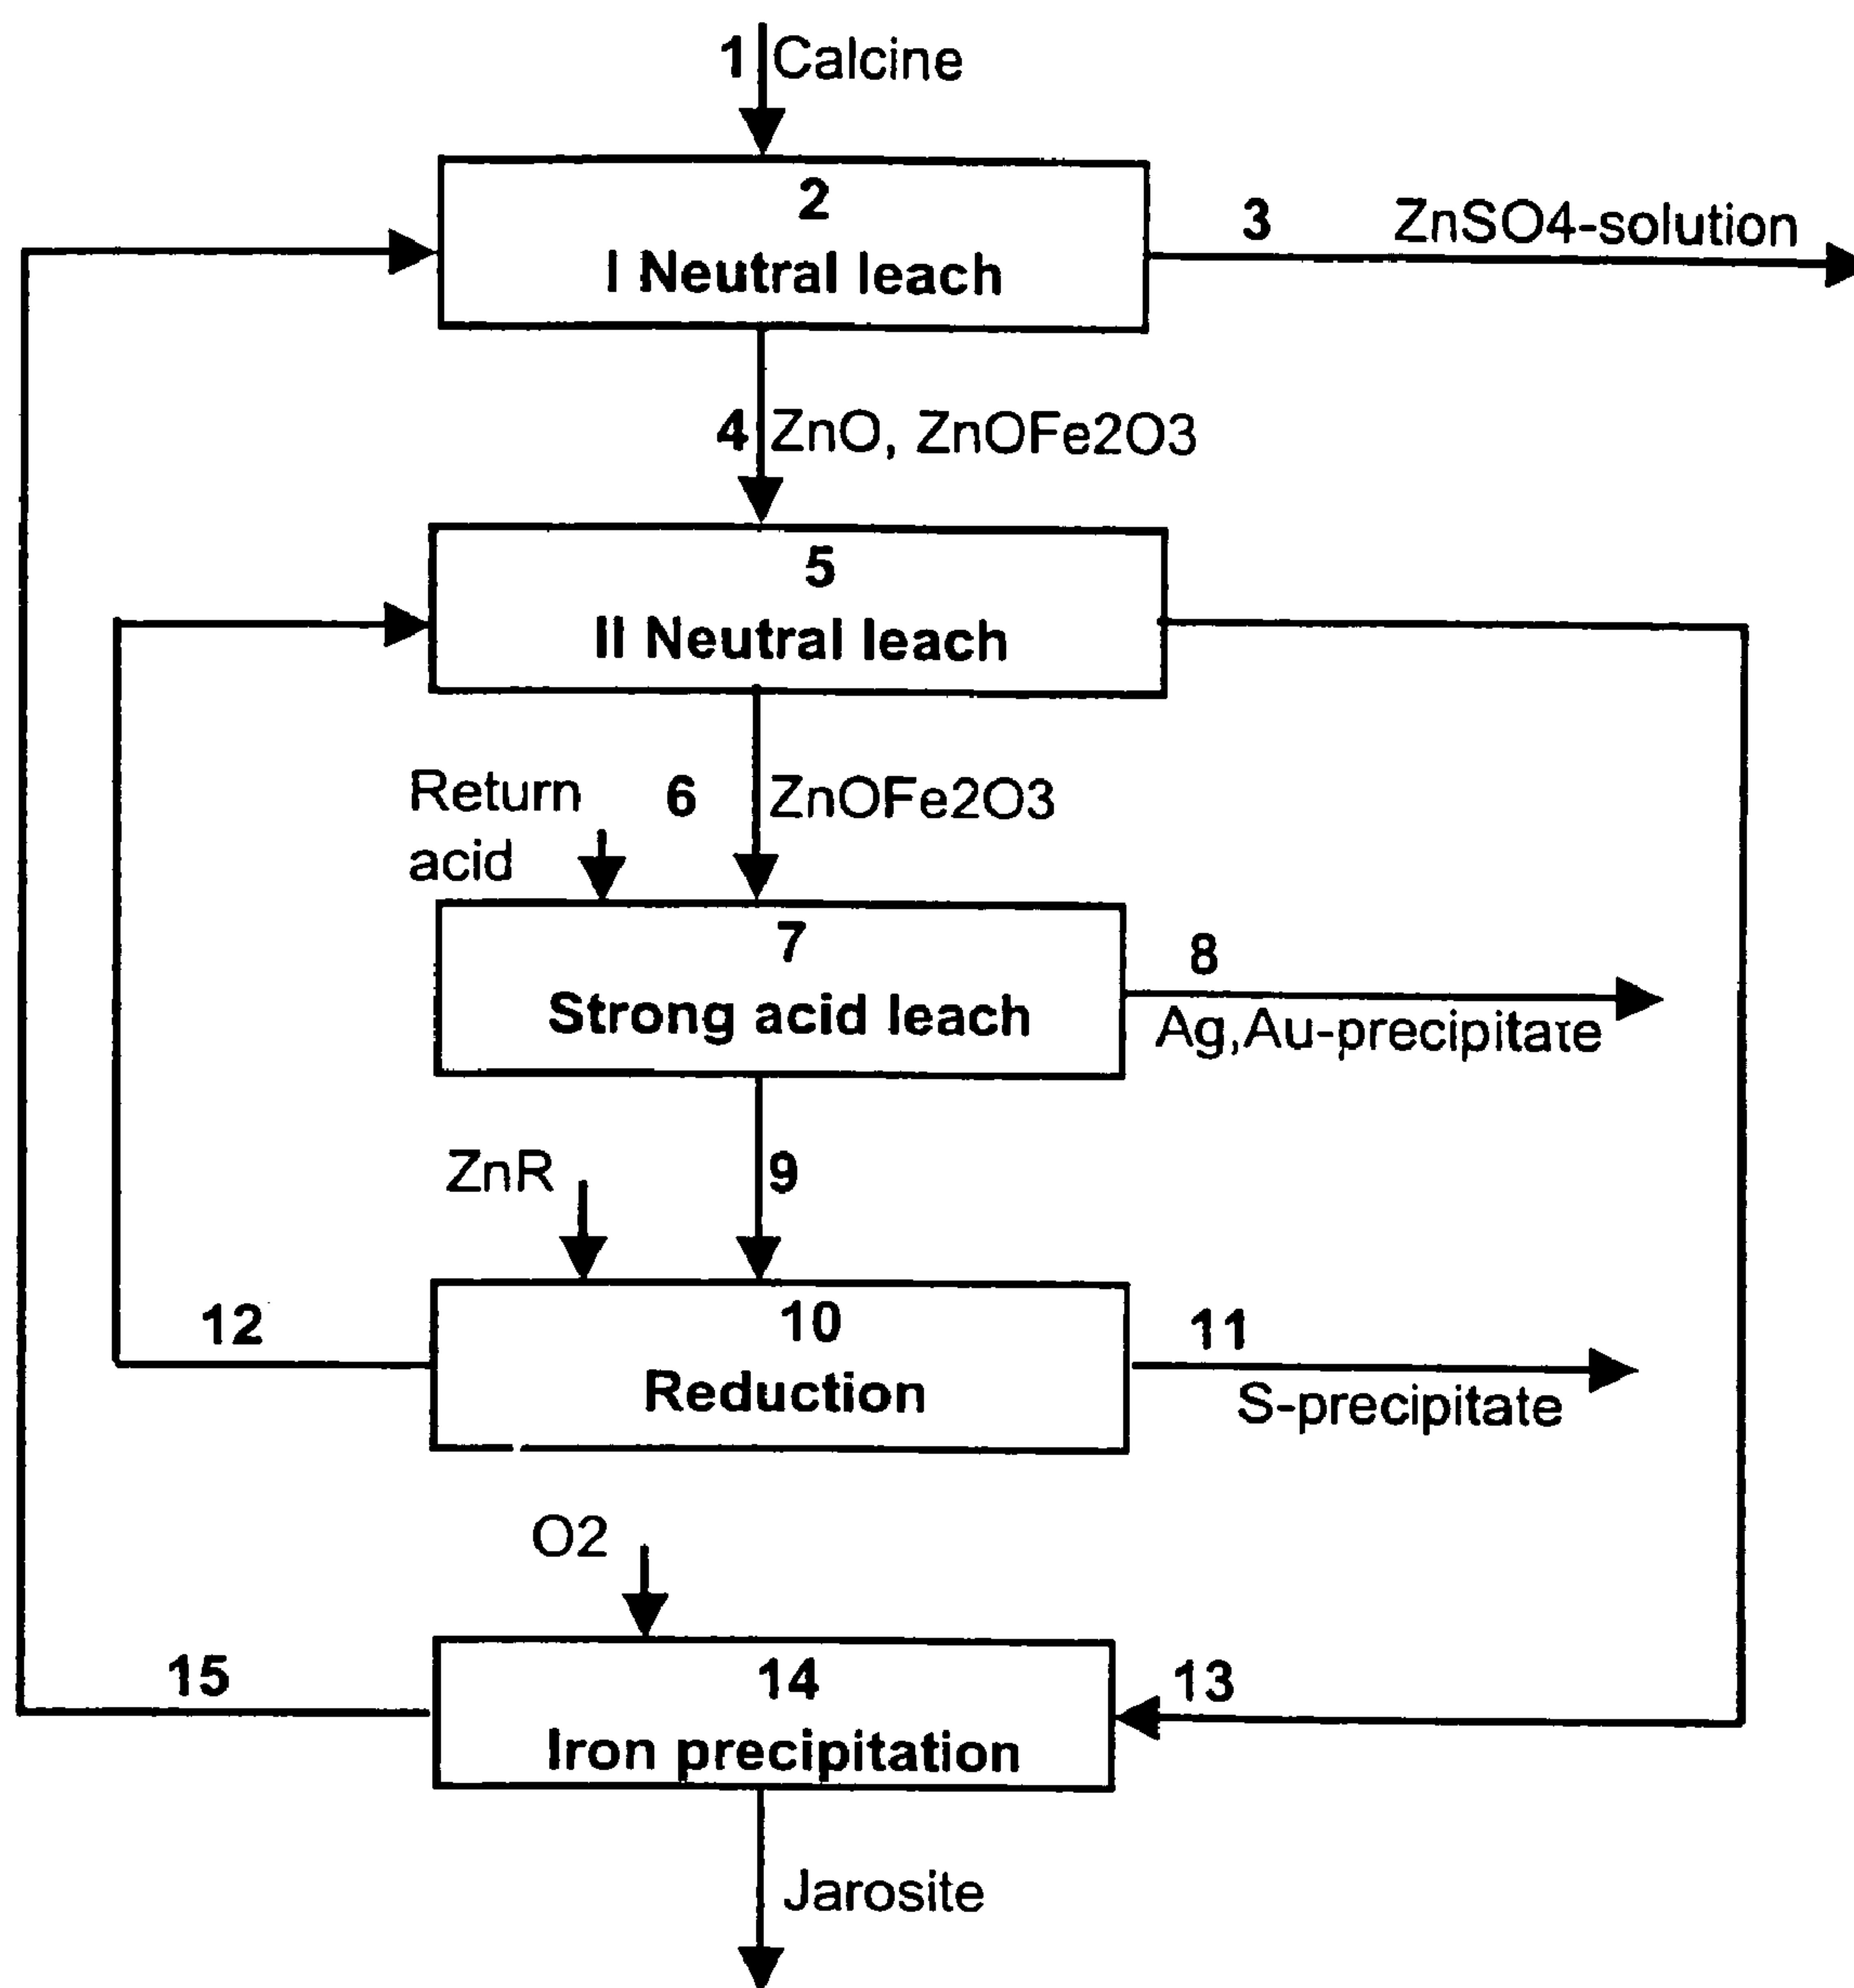 1 Calcine
2
I Neutral leach
3 ZnSO4-solution
4 ZnO, ZnOFe2O3
5
II Neutral leach
Return
acid
6 ZnOFe2O3
7
Strong acid leach
8
Ag,Au-precipitate
ZnR
9
10
Reduction
11
S-precipitate
12
O2
13
14
Iron precipitation
15
Jarosite